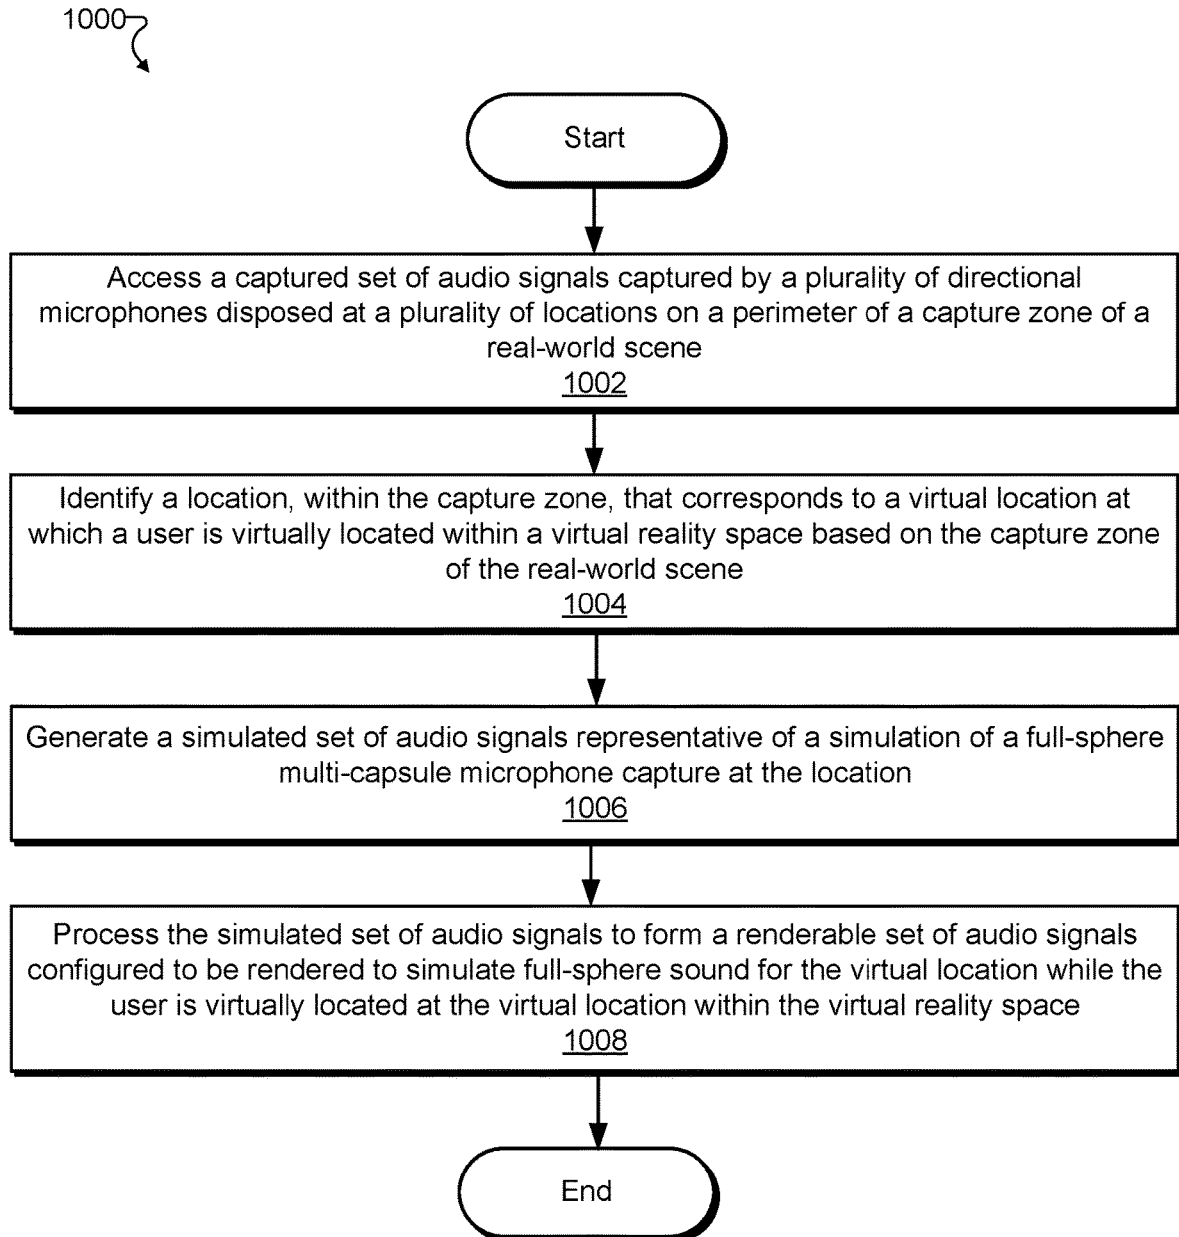 1000
Start
Access a captured set of audio signals captured by a plurality of directional
microphones disposed at a plurality of locations on a perimeter of a capture zone of a
real-world scene
1002
Identify a location, within the capture zone, that corresponds to a virtual location at
which a user is virtually located within a virtual reality space based on the capture zone
of the real-world scene
1004
Generate a simulated set of audio signals representative of a simulation of a full-sphere
multi-capsule microphone capture at the location
1006
Process the simulated set of audio signals to form a renderable set of audio signals
configured to be rendered to simulate full-sphere sound for the virtual location while the
user is virtually located at the virtual location within the virtual reality space
1008
End